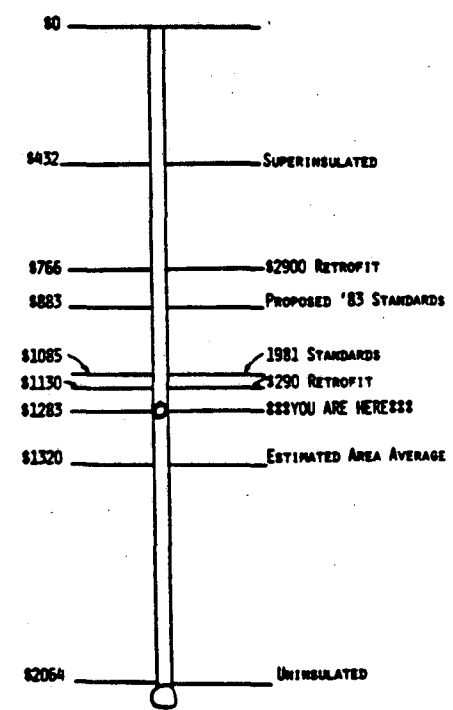 $0
$432 SUPERINSULATED
$766 $2900 RETROFIT
$883 PROPOSED '83 STANDARDS
$1085 1981 STANDARDS
$1130 $290 RETROFIT
$1283 $$$YOU ARE HERE$$$
$1320 ESTIMATED AREA AVERAGE
$2064 UNINSULATED